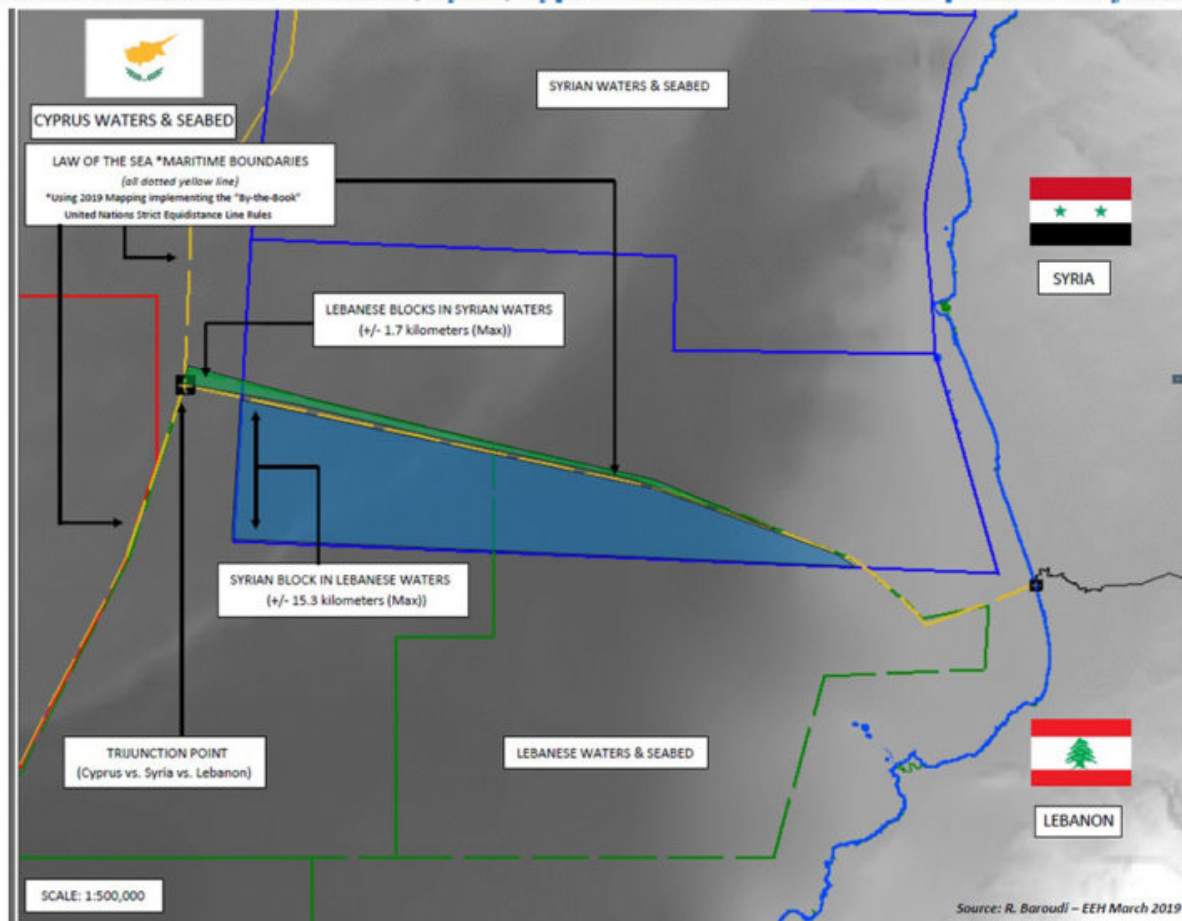 SYRIAN WATERS & SEABED
CYPRUS WATERS & SEABED
LAW OF THE SEA *MARITIME BOUNDARIES
(all dotted yellow line)
*Using 2019 Mapping implementing the "By-the-Book"
United Nations Strict Equidistance Line Rules
SYRIA
LEBANESE BLOCKS IN SYRIAN WATERS
(+/- 1.7 kilometers (Max))
SYRIAN BLOCK IN LEBANESE WATERS
(+/- 15.3 kilometers (Max))
TRIJUNCTION POINT
(Cyprus vs. Syria vs. Lebanon)
LEBANESE WATERS & SEABED
LEBANON
SCALE: 1:500,000
Source: R. Baroudi – EEH March 2019